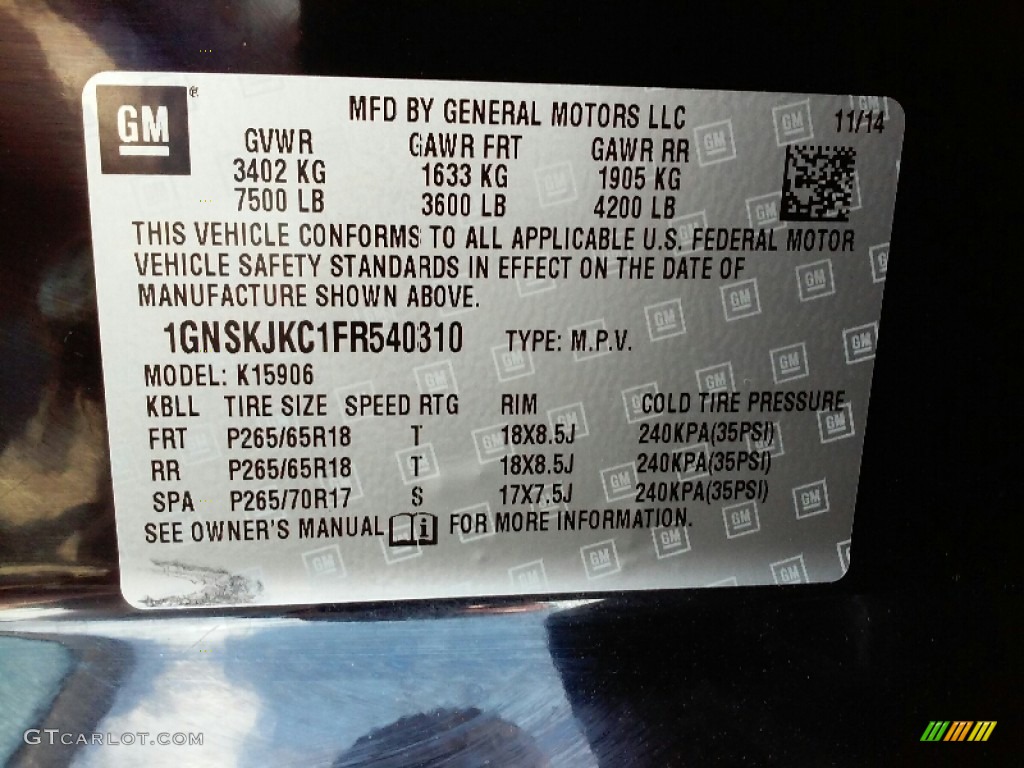 GM ®
MFD BY GENERAL MOTORS LLC 11/14
GVWR GAWR FRT GAWR RR
3402 KG 1633 KG 1905 KG
7500 LB 3600 LB 4200 LB
THIS VEHICLE CONFORMS TO ALL APPLICABLE U.S. FEDERAL MOTOR
VEHICLE SAFETY STANDARDS IN EFFECT ON THE DATE OF
MANUFACTURE SHOWN ABOVE.
1GNSKJKC1FR540310 TYPE: M.P.V.
MODEL: K15906
KBLL TIRE SIZE SPEED RTG RIM COLD TIRE PRESSURE
FRT P265/65R18 T 18X8.5J 240KPA(35PSI)
RR P265/65R18 T 18X8.5J 240KPA(35PSI)
SPA P265/70R17 S 17X7.5J 240KPA(35PSI)
SEE OWNER'S MANUAL i FOR MORE INFORMATION.
GTCARLOT.COM